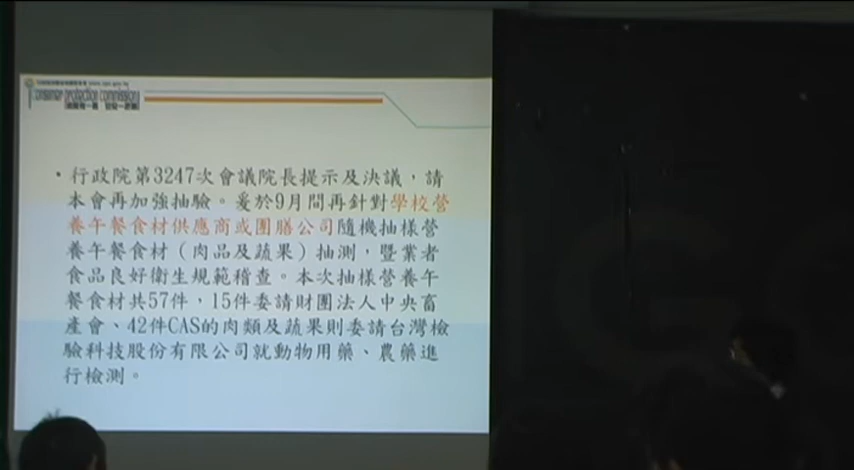 consumer protection commission
• 行政院第3247次會議院長提示及決議，請
本會再加強抽驗。爰於9月間再針對學校營
養午餐食材供應商或團膳公司隨機抽樣營
養午餐食材（肉品及蔬果）抽測，暨業者
食品良好衛生規範稽查。本次抽樣營養午
餐食材共57件，15件委請財團法人中央畜
產會、42件CAS的肉類及蔬果則委請台灣檢
驗科技股份有限公司就動物用藥、農藥進
行檢測。